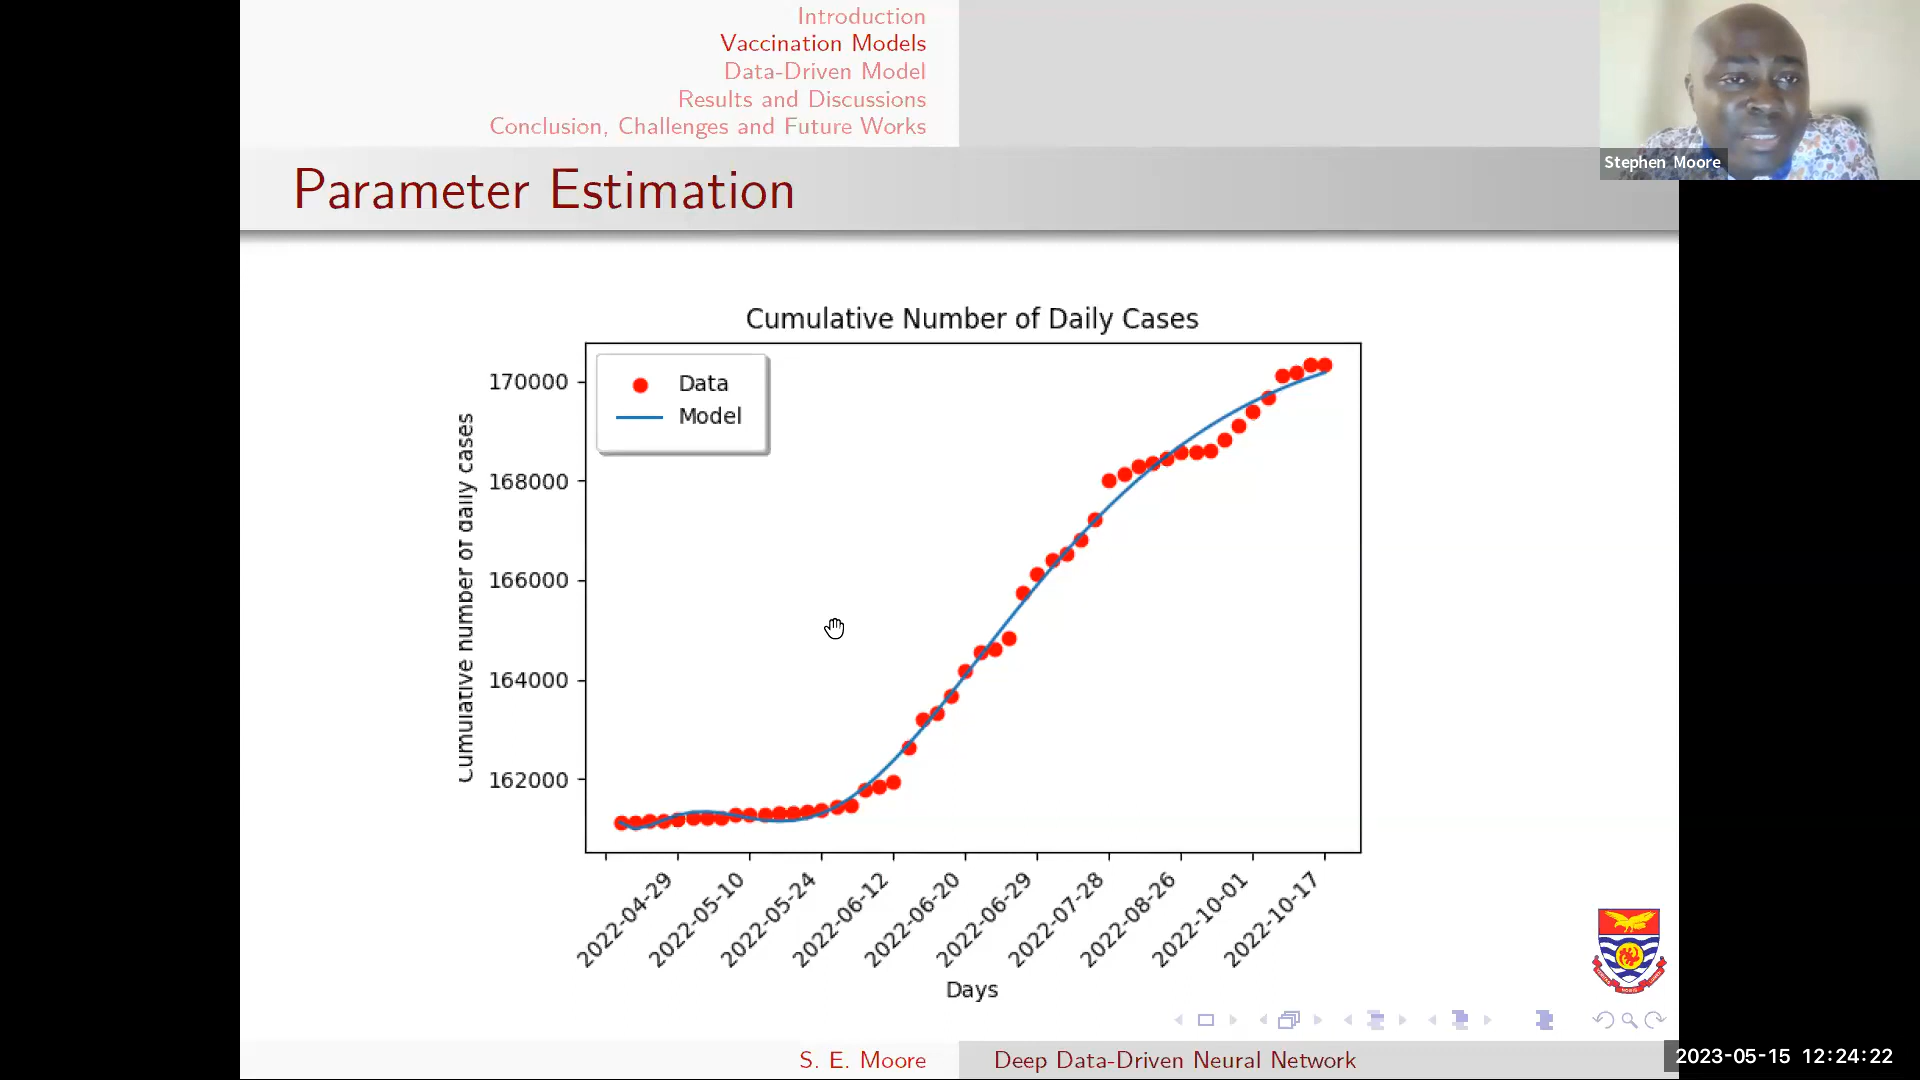 Introduction
Vaccination Models
Data-Driven Model
Results and Discussions
Conclusion, Challenges and Future Works
Stephen Moore
Parameter Estimation
Cumulative Number of Daily Cases
Data
Model
170000
168000
166000
164000
162000
Cumulative number of daily cases
2022-04-29
2022-05-10
2022-05-24
2022-06-12
2022-06-20
2022-06-29
2022-07-28
2022-08-26
2022-10-01
2022-10-17
Days
S. E. Moore
Deep Data-Driven Neural Network
2023-05-15 12:24:22